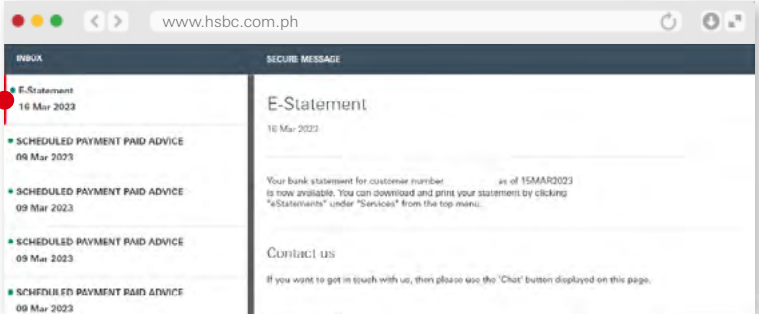 www.hsbc.com.ph
INBOX
E-Statement
16 Mar 2023
SCHEDULED PAYMENT PAID ADVICE
09 Mar 2023
SCHEDULED PAYMENT PAID ADVICE
09 Mar 2023
SCHEDULED PAYMENT PAID ADVICE
09 Mar 2023
SCHEDULED PAYMENT PAID ADVICE
09 Mar 2023
SECURE MESSAGE
E-Statement
16 Mar 2023
Your bank statement for customer number as of 15MAR2023
is now available. You can download and print your statement by clicking
"eStatements" under "Services" from the top menu.
Contact us
If you want to get in touch with us, then please use the 'Chat' button displayed on this page.